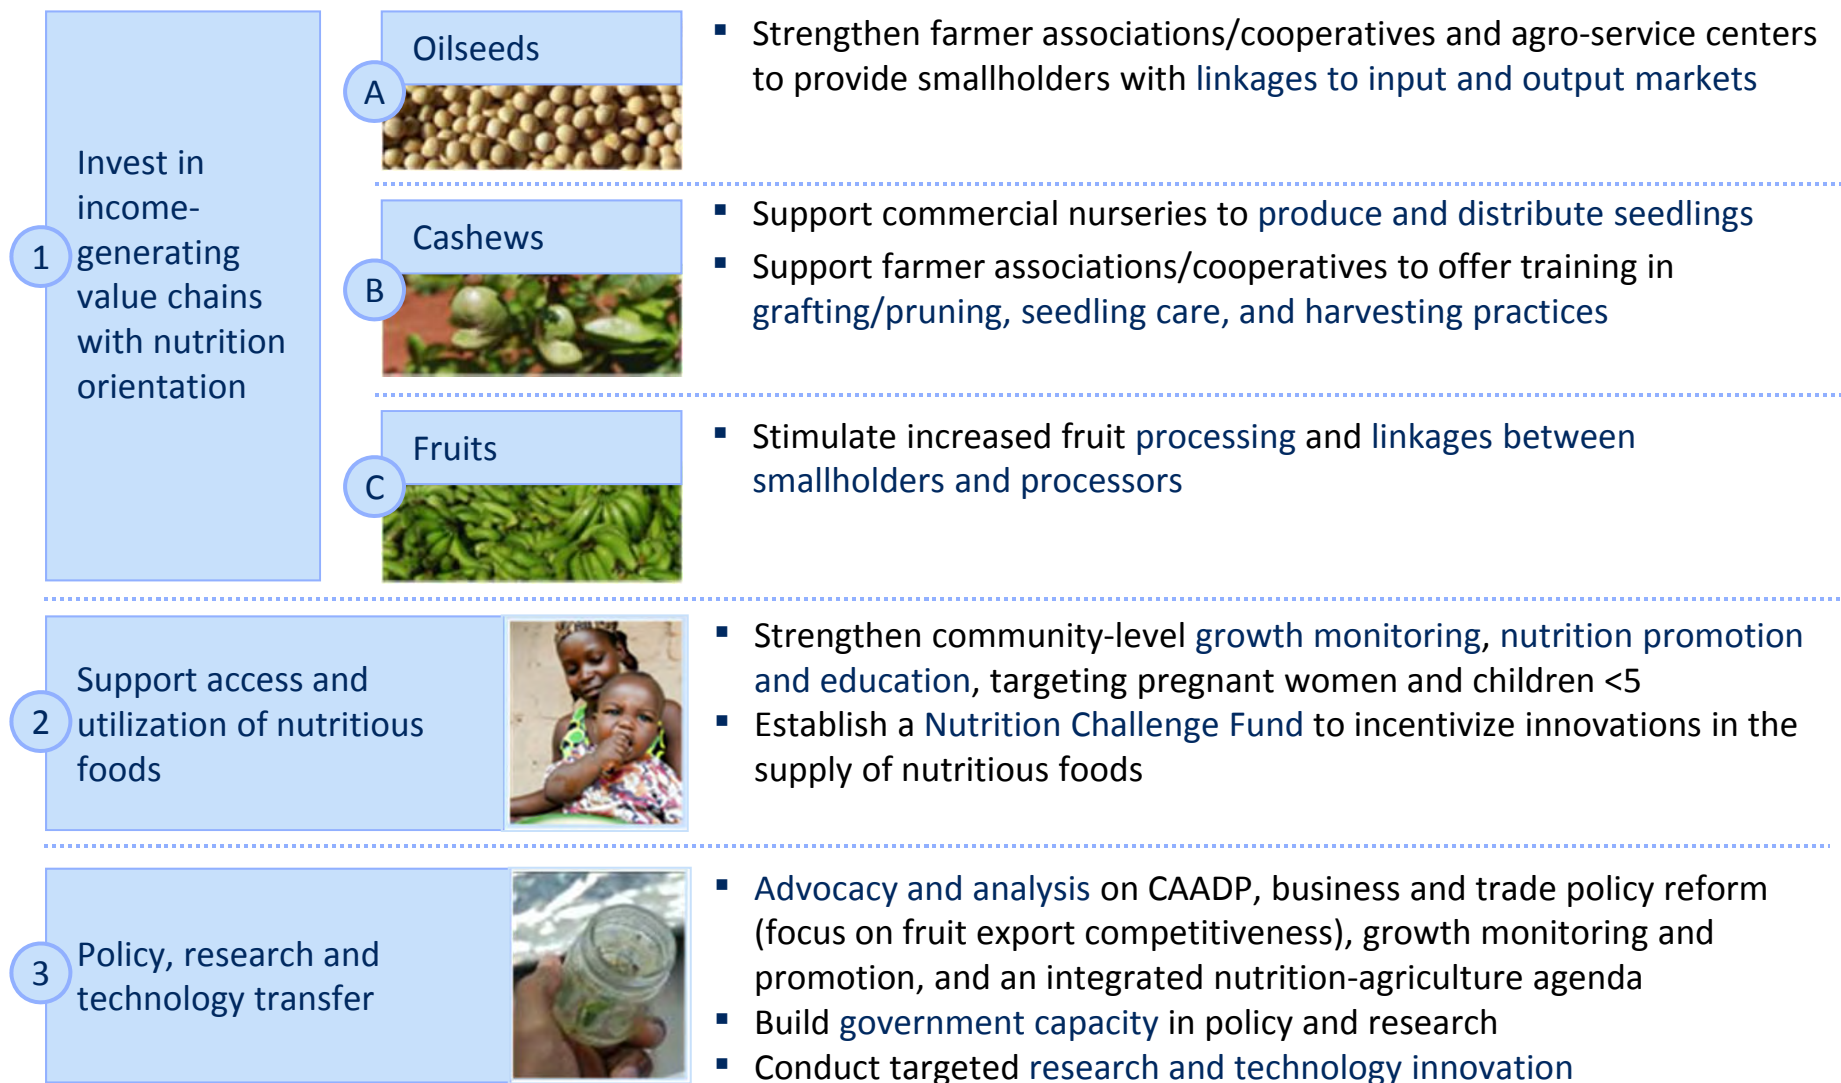 1
Invest in
income-
generating
value chains
with nutrition
orientation
A
Oilseeds
▪ Strengthen farmer associations/cooperatives and agro-service centers
to provide smallholders with linkages to input and output markets
B
Cashews
▪ Support commercial nurseries to produce and distribute seedlings
▪ Support farmer associations/cooperatives to offer training in
grafting/pruning, seedling care, and harvesting practices
C
Fruits
▪ Stimulate increased fruit processing and linkages between
smallholders and processors
2
Support access and
utilization of nutritious
foods
▪ Strengthen community-level growth monitoring, nutrition promotion
and education, targeting pregnant women and children <5
▪ Establish a Nutrition Challenge Fund to incentivize innovations in the
supply of nutritious foods
3
Policy, research and
technology transfer
▪ Advocacy and analysis on CAADP, business and trade policy reform
(focus on fruit export competitiveness), growth monitoring and
promotion, and an integrated nutrition-agriculture agenda
▪ Build government capacity in policy and research
▪ Conduct targeted research and technology innovation